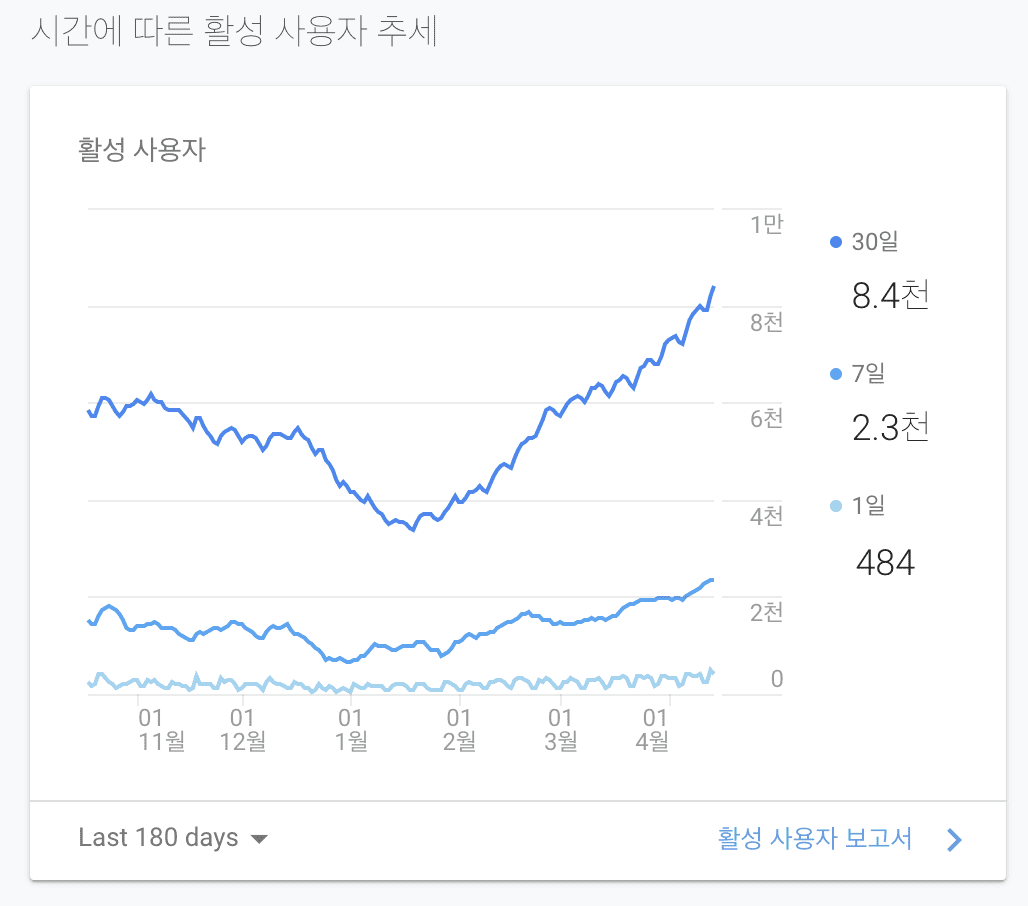 시간에 따른 활성 사용자 추세
활성 사용자
1만
8천
6천
4천
2천
0
01 01 01 01 01 01
11월 12월 1월 2월 3월 4월
30일
8.4천
7일
2.3천
1일
484
Last 180 days
활성 사용자 보고서